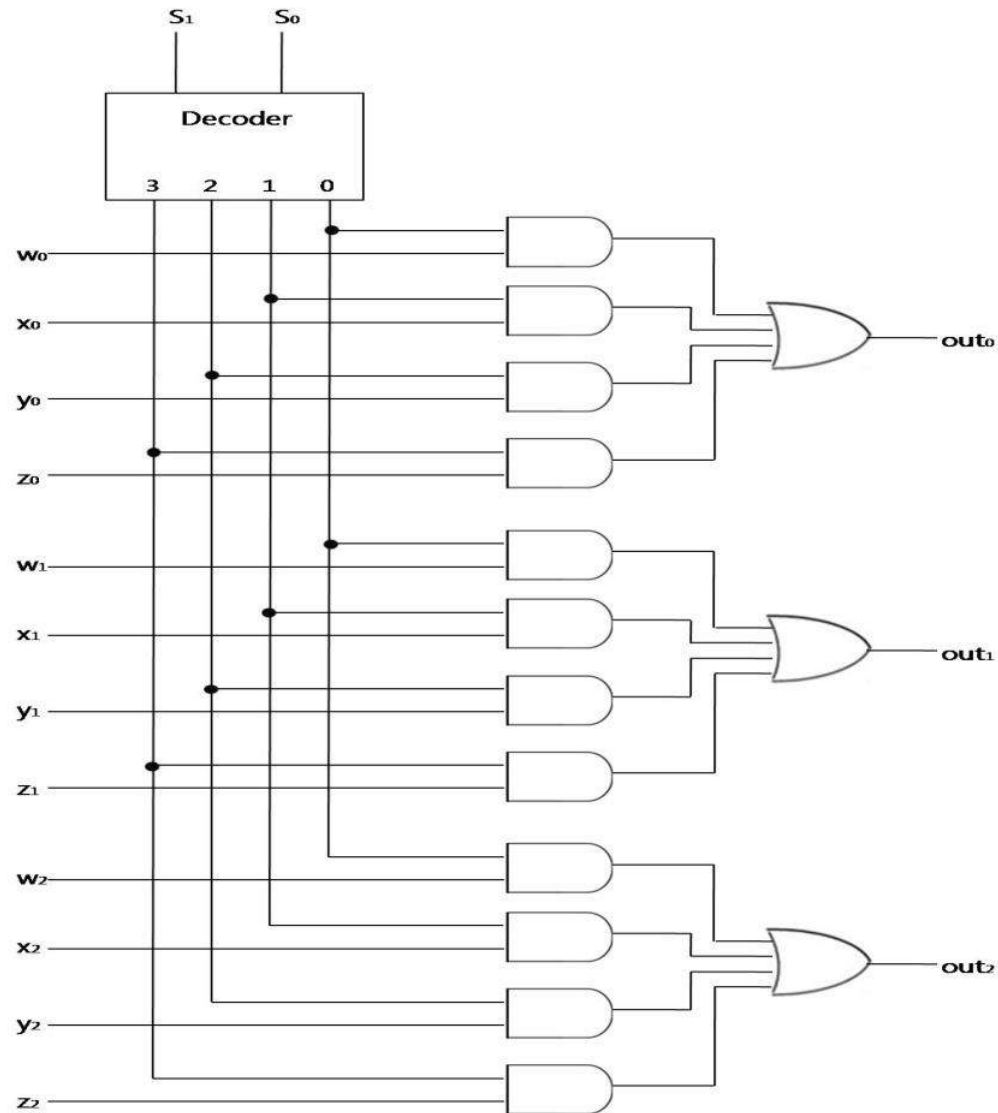 S₁ S₀
Decoder
3 2 1 0
w₀
x₀
out₀
y₀
z₀
w₁
x₁
out₁
y₁
z₁
w₂
x₂
out₂
y₂
z₂